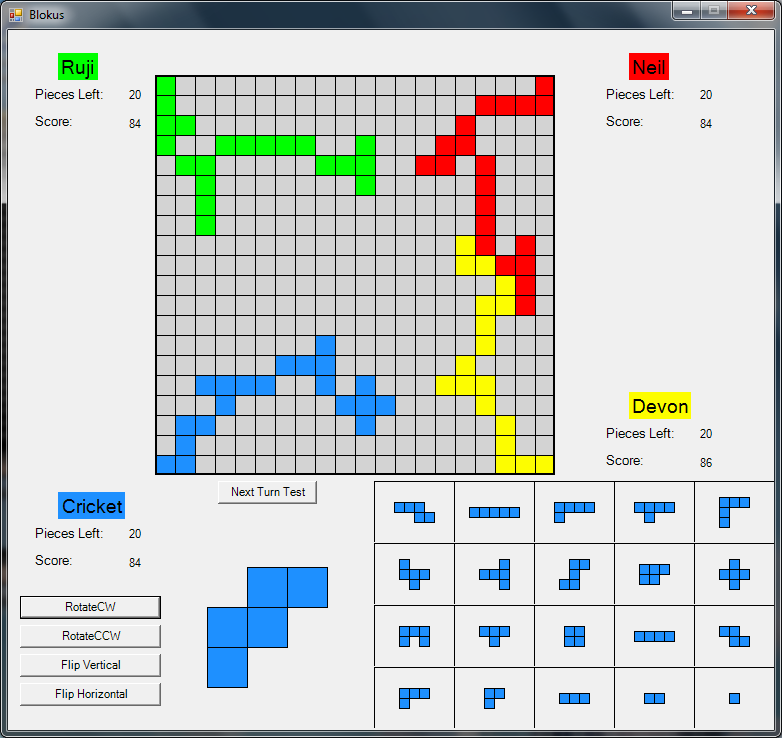 Blokus
Ruji
Pieces Left: 20
Score: 84
Neil
Pieces Left: 20
Score: 84
Devon
Pieces Left: 20
Score: 86
Next Turn Test
Cricket
Pieces Left: 20
Score: 84
RotateCW
RotateCCW
Flip Vertical
Flip Horizontal